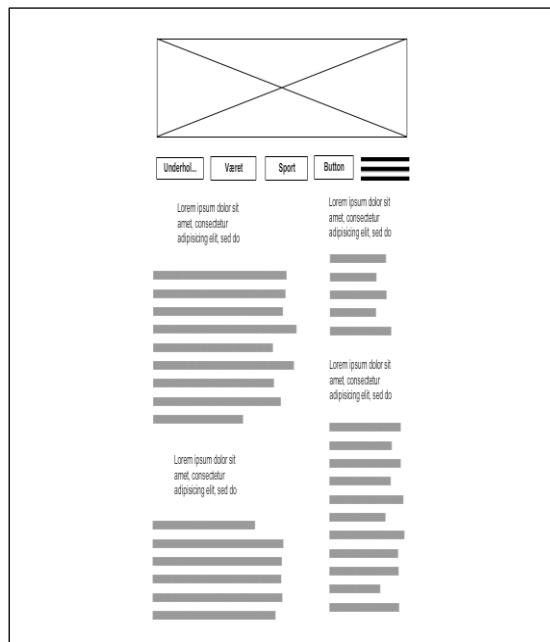 Underhol...
Været
Sport
Button
Lorem ipsum dolor sit
amet, consectetur
adipisicing elit, sed do
Lorem ipsum dolor sit
amet, consectetur
adipisicing elit, sed do
Lorem ipsum dolor sit
amet, consectetur
adipisicing elit, sed do
Lorem ipsum dolor sit
amet, consectetur
adipisicing elit, sed do